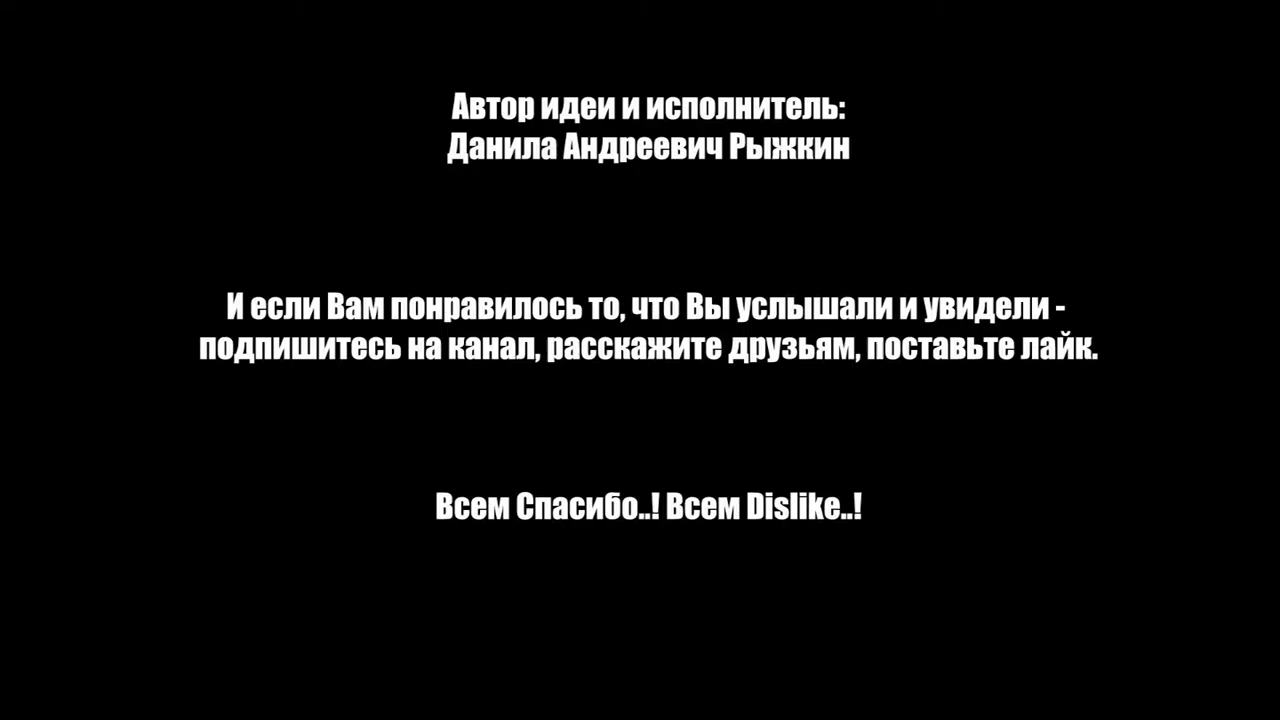 Автор идеи и исполнитель:
Данила Андреевич Рыжкин
И если Вам понравилось то, что Вы услышали и увидели -
подпишитесь на канал, расскажите друзьям, поставьте лайк.
Всем Спасибо..! Всем Dislike..!